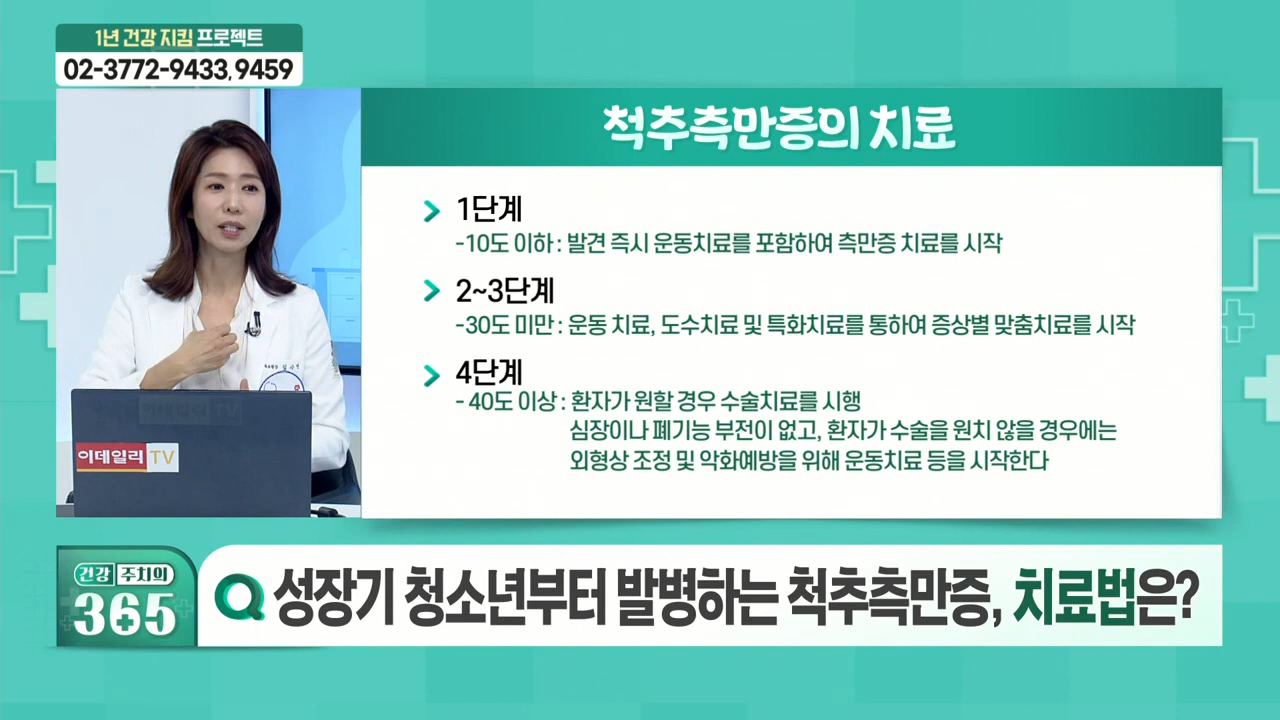 1년 건강 지킴 프로젝트
02-3772-9433, 9459
척추측만증의 치료
1단계
-10도 이하 : 발견 즉시 운동치료를 포함하여 측만증 치료를 시작
2~3단계
-30도 미만 : 운동 치료, 도수치료 및 특화치료를 통하여 증상별 맞춤치료를 시작
4단계
- 40도 이상 : 환자가 원할 경우 수술치료를 시행
심장이나 폐기능 부전이 없고, 환자가 수술을 원치 않을 경우에는
외형상 조정 및 악화예방을 위해 운동치료 등을 시작한다
이데일리 TV
이데일리 TV
건강 주치의
365
Q 성장기 청소년부터 발병하는 척추측만증, 치료법은?